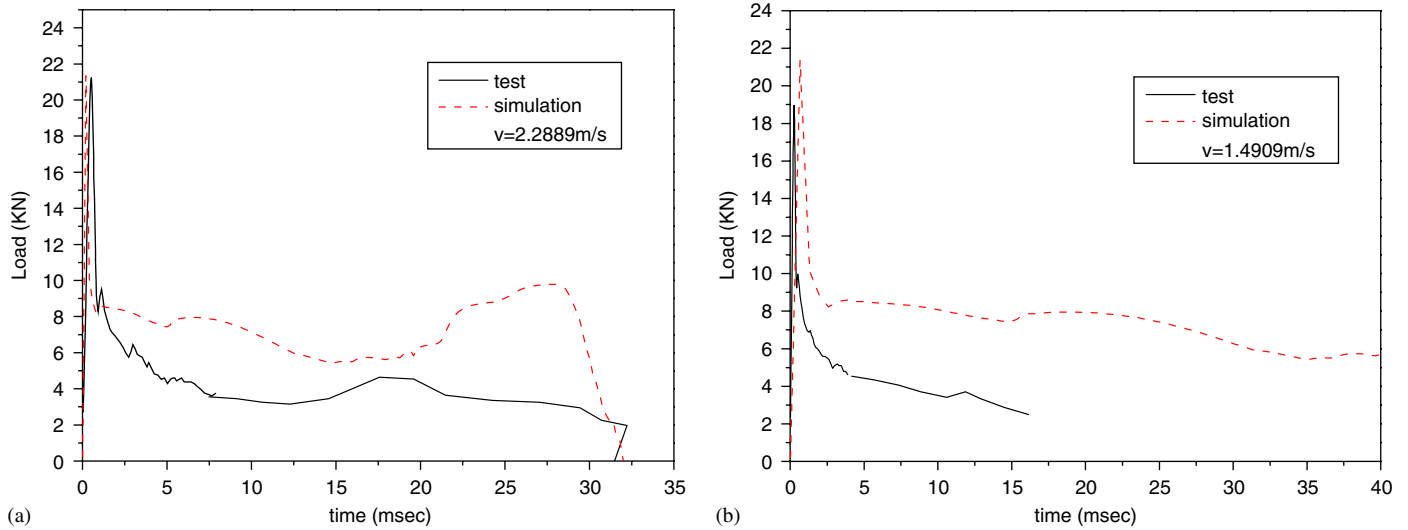 24
22
20
18
16
14
12
10
8
6
4
2
0
Load (KN)
test
simulation
v=2.2889m/s
0 5 10 15 20 25 30 35
(a)
time (msec)
24
22
20
18
16
14
12
10
8
6
4
2
0
Load (KN)
test
simulation
v=1.4909m/s
0 5 10 15 20 25 30 35 40
(b)
time (msec)